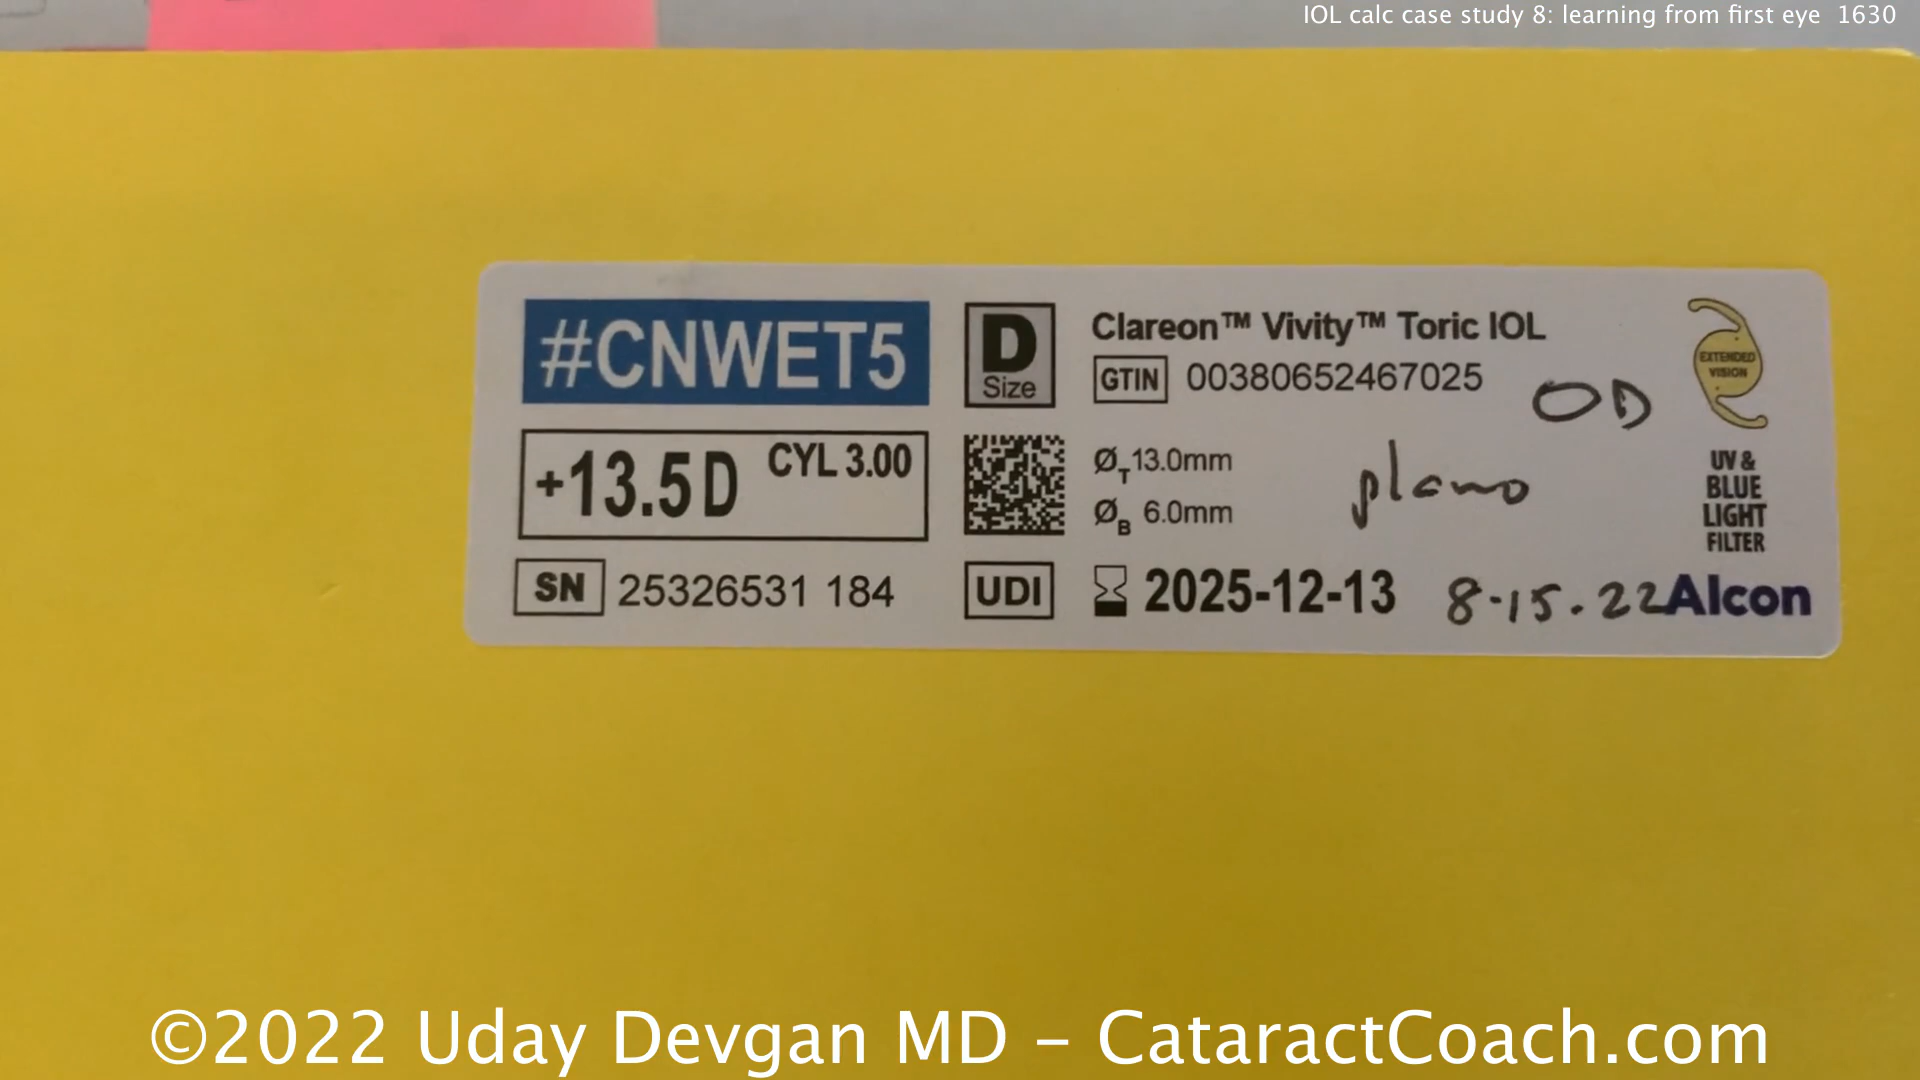 IOL calc case study 8: learning from first eye 1630
#CNWET5
D
Size
Clareon™ Vivity™ Toric IOL
GTIN 00380652467025
OD
EXTENDED
VISION
+13.5 D CYL 3.00
ØT 13.0mm
ØB 6.0mm
plano
UV &
BLUE
LIGHT
FILTER
SN 25326531 184
UDI
2025-12-13
8-15.22
Alcon
©2022 Uday Devgan MD – CataractCoach.com